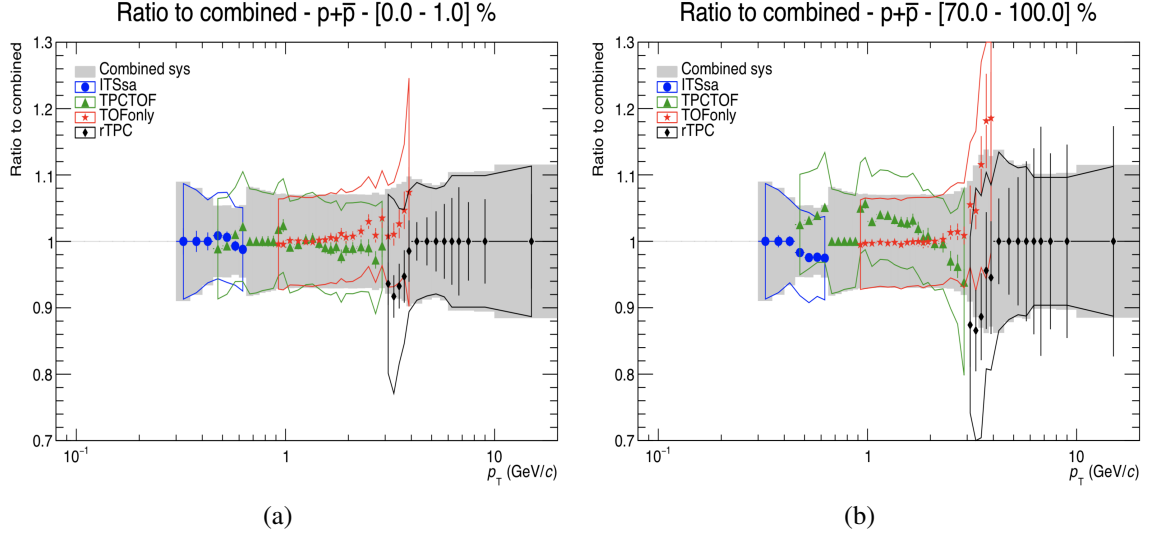 Ratio to combined - p+p̅ - [0.0 - 1.0] %
Ratio to combined
1.3
1.2
1.1
1
0.9
0.8
0.7
Combined sys
ITSsa
TPCTOF
TOFonly
rTPC
10⁻¹
1
10
p_T (GeV/c)
(a)
Ratio to combined - p+p̅ - [70.0 - 100.0] %
Ratio to combined
1.3
1.2
1.1
1
0.9
0.8
0.7
Combined sys
ITSsa
TPCTOF
TOFonly
rTPC
10⁻¹
1
10
p_T (GeV/c)
(b)